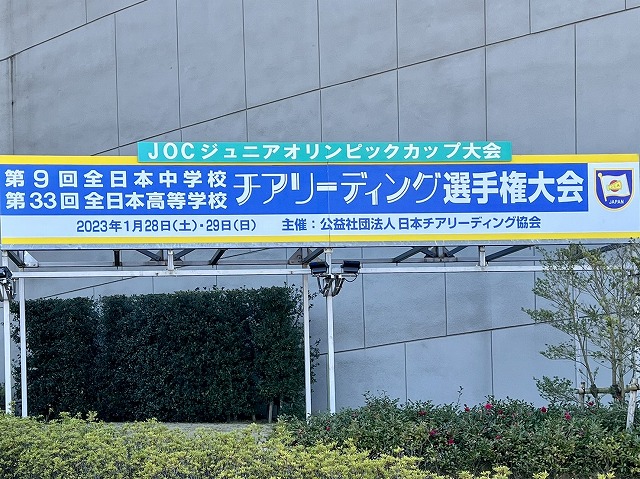 JOCジュニアオリンピックカップ大会
第9回全日本中学校
第33回全日本高等学校
チアリーディング選手権大会
2023年1月28日(土)・29日(日) 主催：公益社団法人日本チアリーディング協会
JAPAN